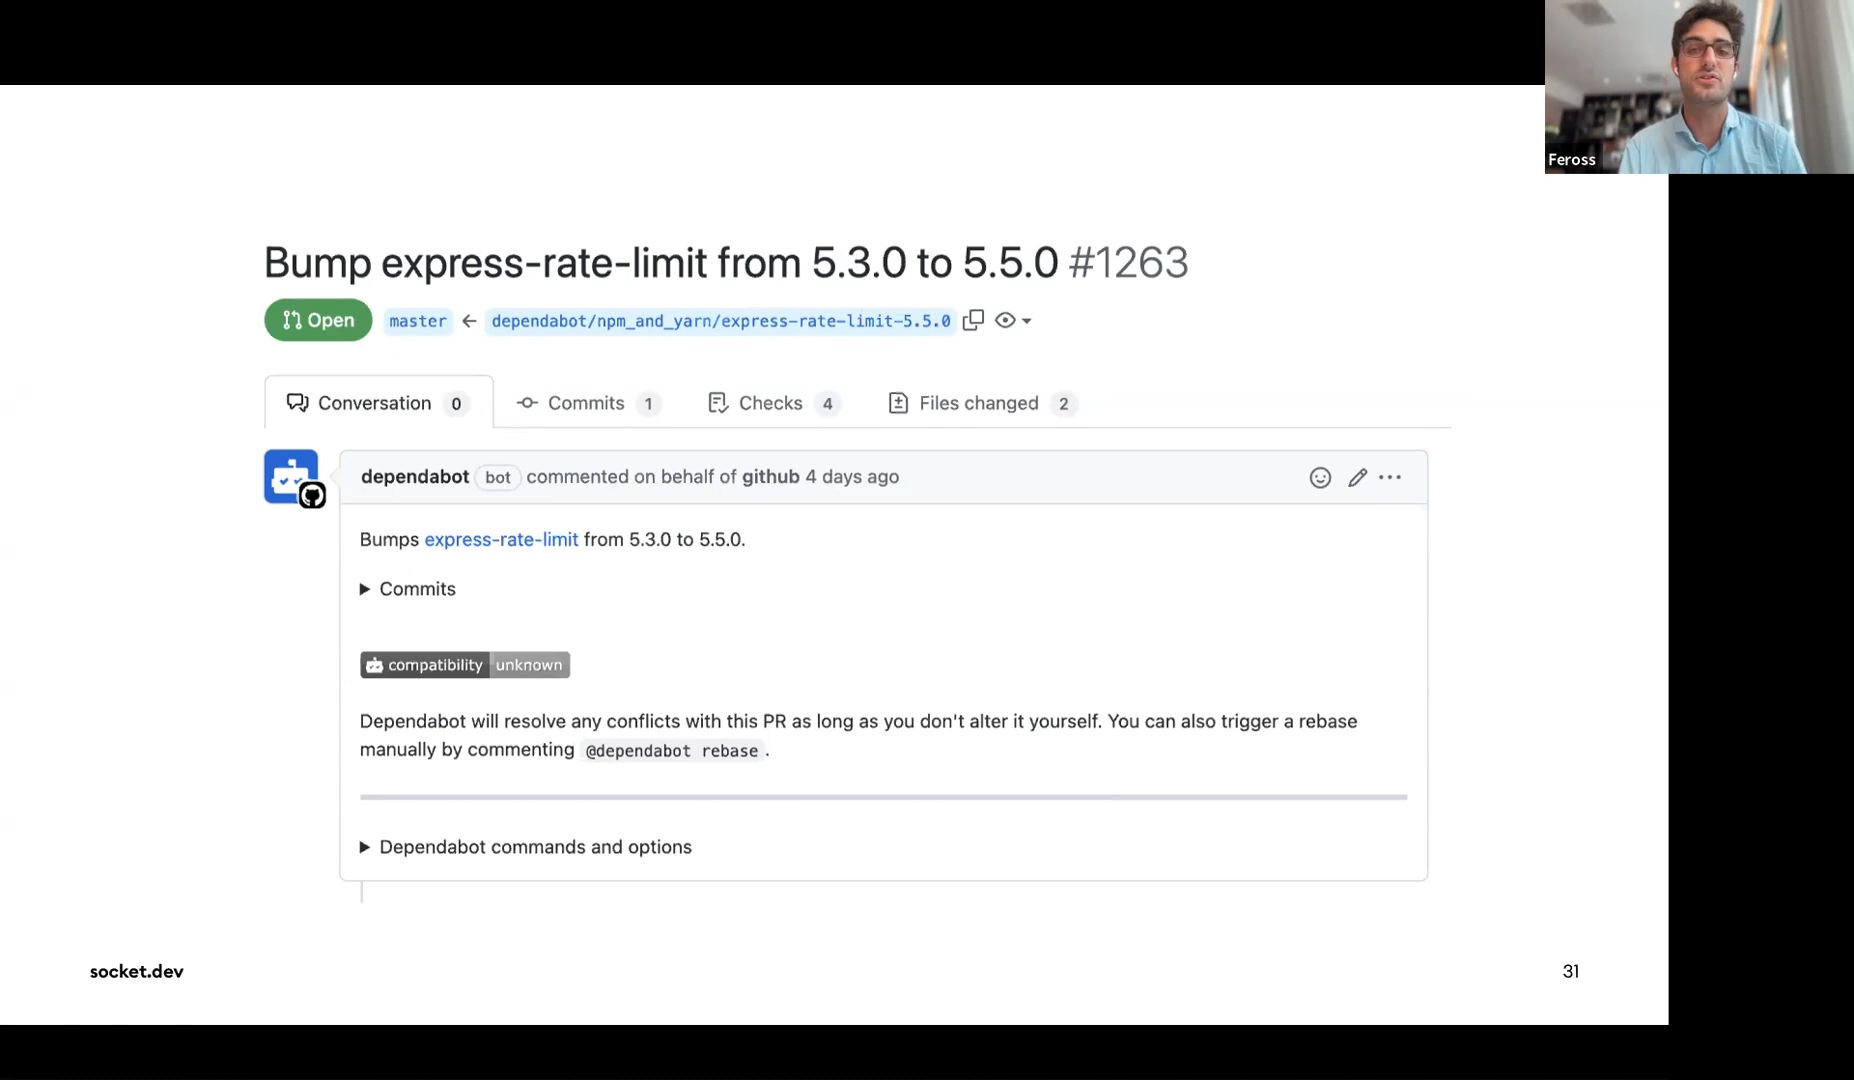 Feross
Bump express-rate-limit from 5.3.0 to 5.5.0 #1263
Open master ← dependabot/npm_and_yarn/express-rate-limit-5.5.0
Conversation 0 Commits 1 Checks 4 Files changed 2
dependabot bot commented on behalf of github 4 days ago
Bumps express-rate-limit from 5.3.0 to 5.5.0.
Commits
compatibility unknown
Dependabot will resolve any conflicts with this PR as long as you don't alter it yourself. You can also trigger a rebase
manually by commenting @dependabot rebase.
Dependabot commands and options
socket.dev
31